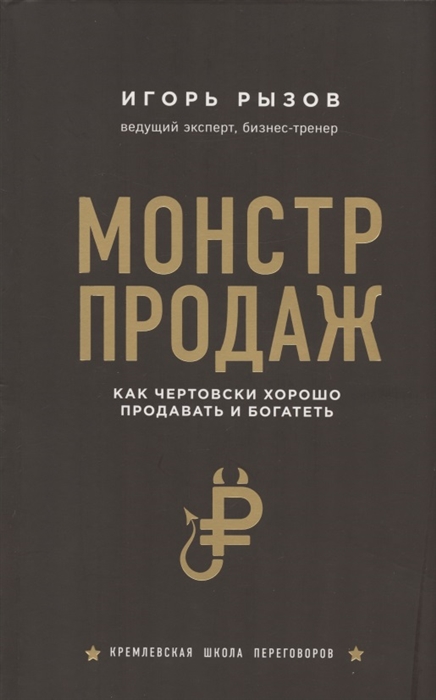 ИГОРЬ РЫЗОВ
ведущий эксперт, бизнес-тренер
МОНСТР
ПРОДАЖ
КАК ЧЕРТОВСКИ ХОРОШО
ПРОДАВАТЬ И БОГАТЕТЬ
₽
КРЕМЛЕВСКАЯ ШКОЛА ПЕРЕГОВОРОВ